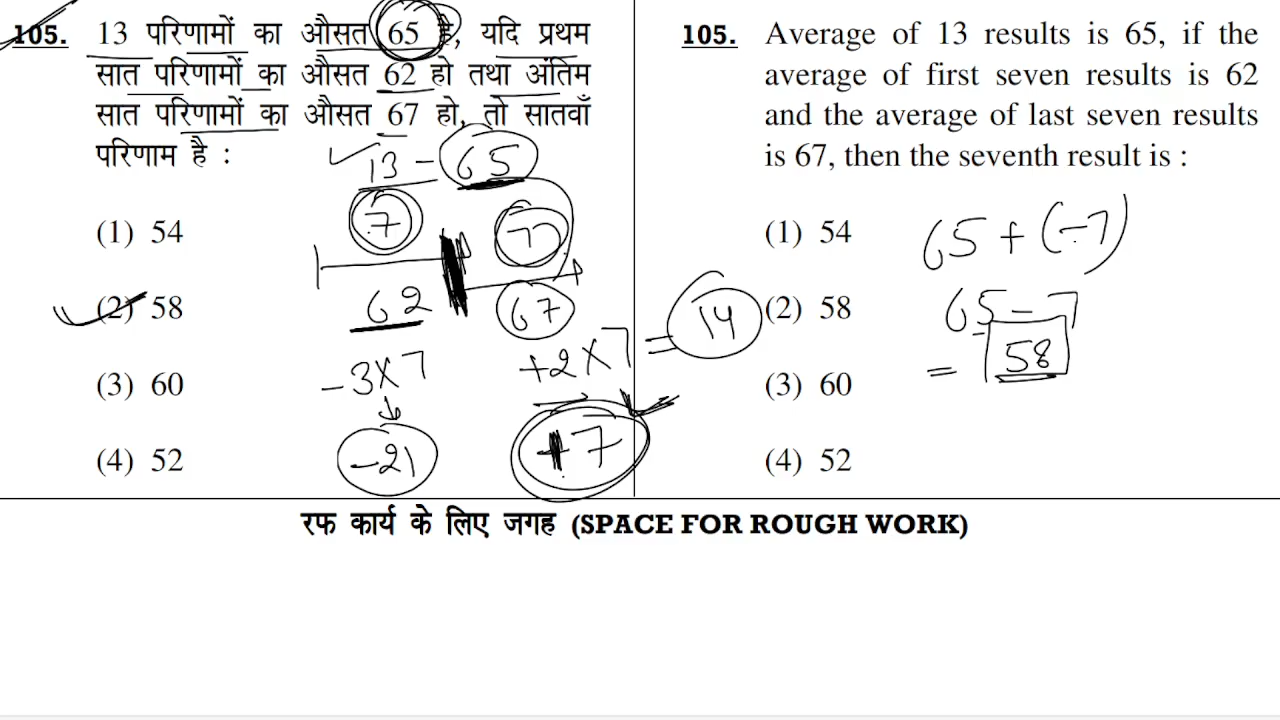 105. 13 परिणामों का औसत 65 है, यदि प्रथम
सात परिणामों का औसत 62 हो तथा अंतिम
सात परिणामों का औसत 67 हो, तो सातवाँ
परिणाम है :
(1) 54
(2) 58
(3) 60
(4) 52
13 - 65
7 7
62 67
-3×7 +2×7 = 14
-21 -7
105. Average of 13 results is 65, if the
average of first seven results is 62
and the average of last seven results
is 67, then the seventh result is :
(1) 54
(2) 58
(3) 60
(4) 52
65 + (-7)
65 - 7
= 58
रफ कार्य के लिए जगह (SPACE FOR ROUGH WORK)